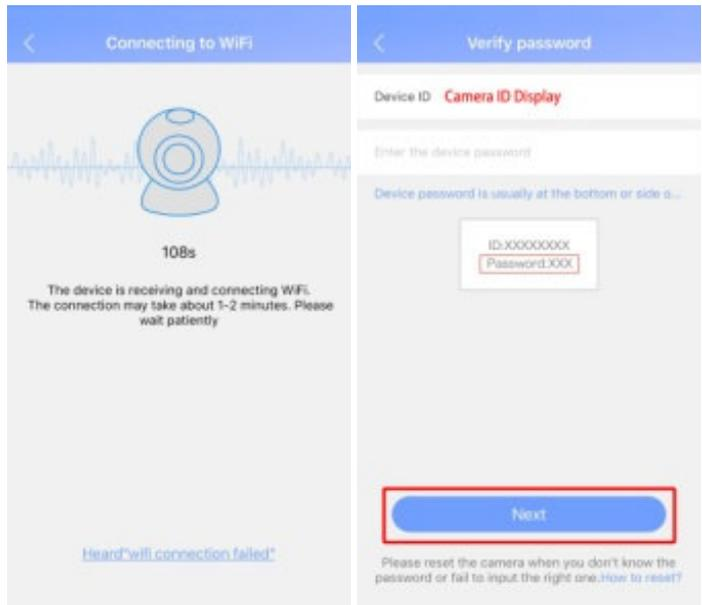 Connecting to WiFi
108s
The device is receiving and connecting WiFi.
The connection may take about 1-2 minutes. Please
wait patiently
Heard"wifi connection failed"
Verify password
Device ID Camera ID Display
Enter the device password
Device password is usually at the bottom or side o...
ID:XXXXXXXX
Password:XXX
Next
Please reset the camera when you don't know the
password or fail to input the right one.How to reset?